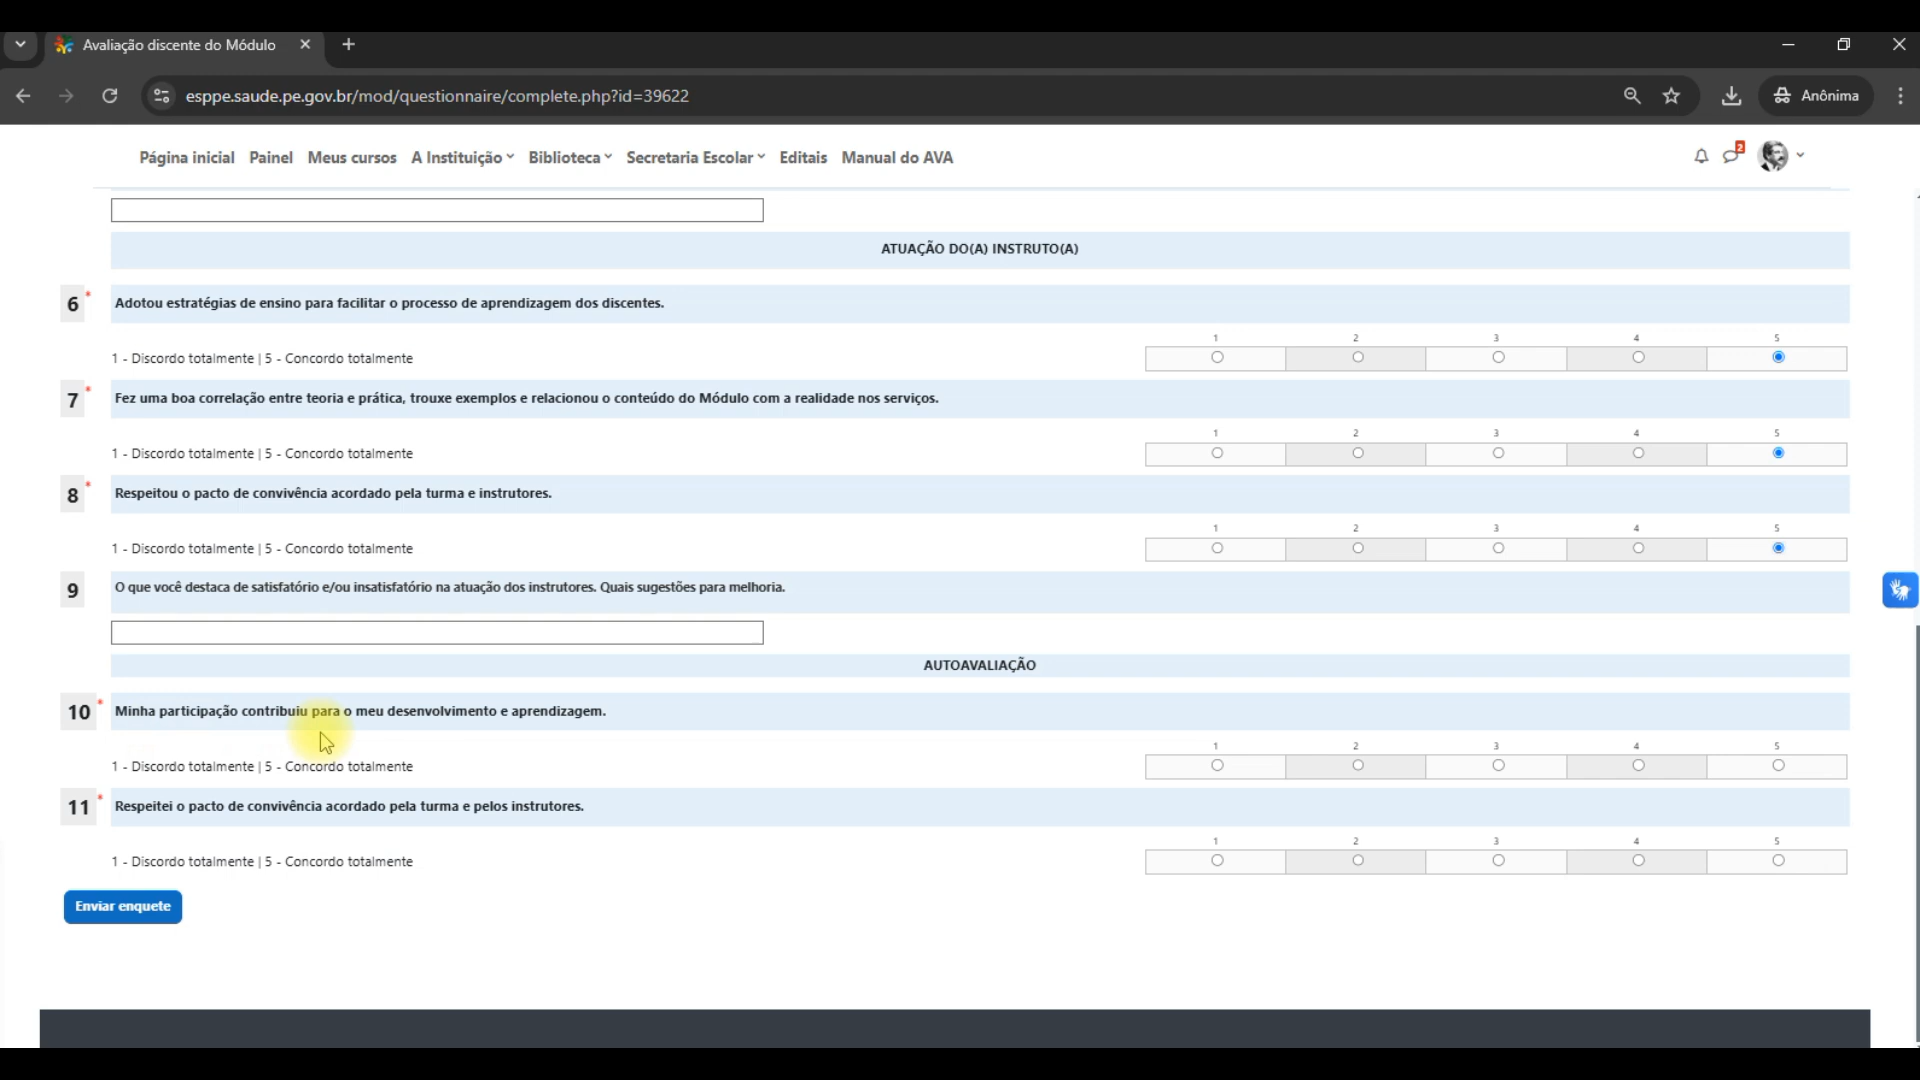 Avaliação discente do Módulo
esppe.saude.pe.gov.br/mod/questionnaire/complete.php?id=39622
Anônima
Página inicial Painel Meus cursos A Instituição Biblioteca Secretaria Escolar Editais Manual do AVA
2
ATUAÇÃO DO(A) INSTRUTO(A)
6 * Adotou estratégias de ensino para facilitar o processo de aprendizagem dos discentes.
1 2 3 4 5
1 - Discordo totalmente | 5 - Concordo totalmente
7 * Fez uma boa correlação entre teoria e prática, trouxe exemplos e relacionou o conteúdo do Módulo com a realidade nos serviços.
1 2 3 4 5
1 - Discordo totalmente | 5 - Concordo totalmente
8 * Respeitou o pacto de convivência acordado pela turma e instrutores.
1 2 3 4 5
1 - Discordo totalmente | 5 - Concordo totalmente
9 O que você destaca de satisfatório e/ou insatisfatório na atuação dos instrutores. Quais sugestões para melhoria.
AUTOAVALIAÇÃO
10 * Minha participação contribuiu para o meu desenvolvimento e aprendizagem.
1 2 3 4 5
1 - Discordo totalmente | 5 - Concordo totalmente
11 * Respeitei o pacto de convivência acordado pela turma e pelos instrutores.
1 2 3 4 5
1 - Discordo totalmente | 5 - Concordo totalmente
Enviar enquete